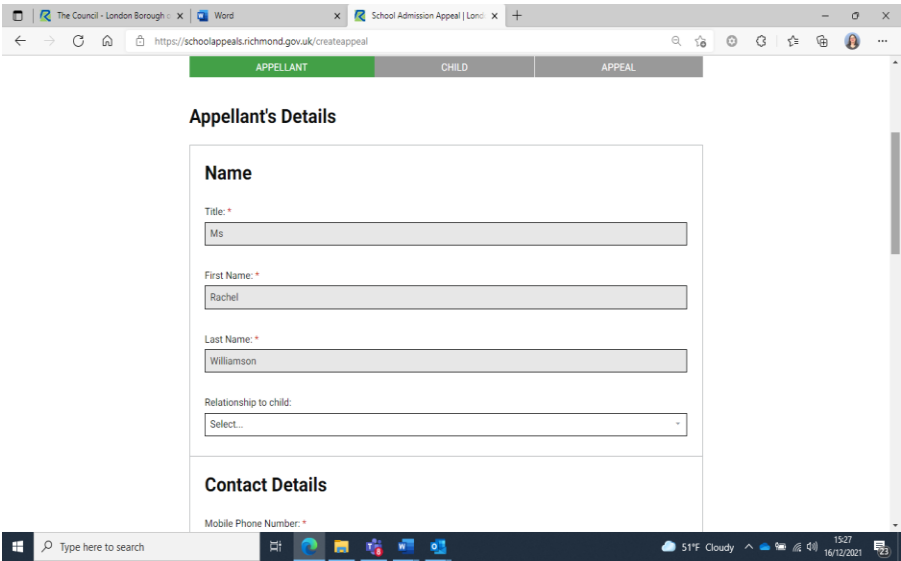 The Council - London Borough o
Word
School Admission Appeal | Lond
https://schoolappeals.richmond.gov.uk/createappeal
APPELLANT CHILD APPEAL
Appellant's Details
Name
Title: *
Ms
First Name: *
Rachel
Last Name: *
Williamson
Relationship to child:
Select...
Contact Details
Mobile Phone Number: *
Type here to search
51°F Cloudy
15:27
16/12/2021
23